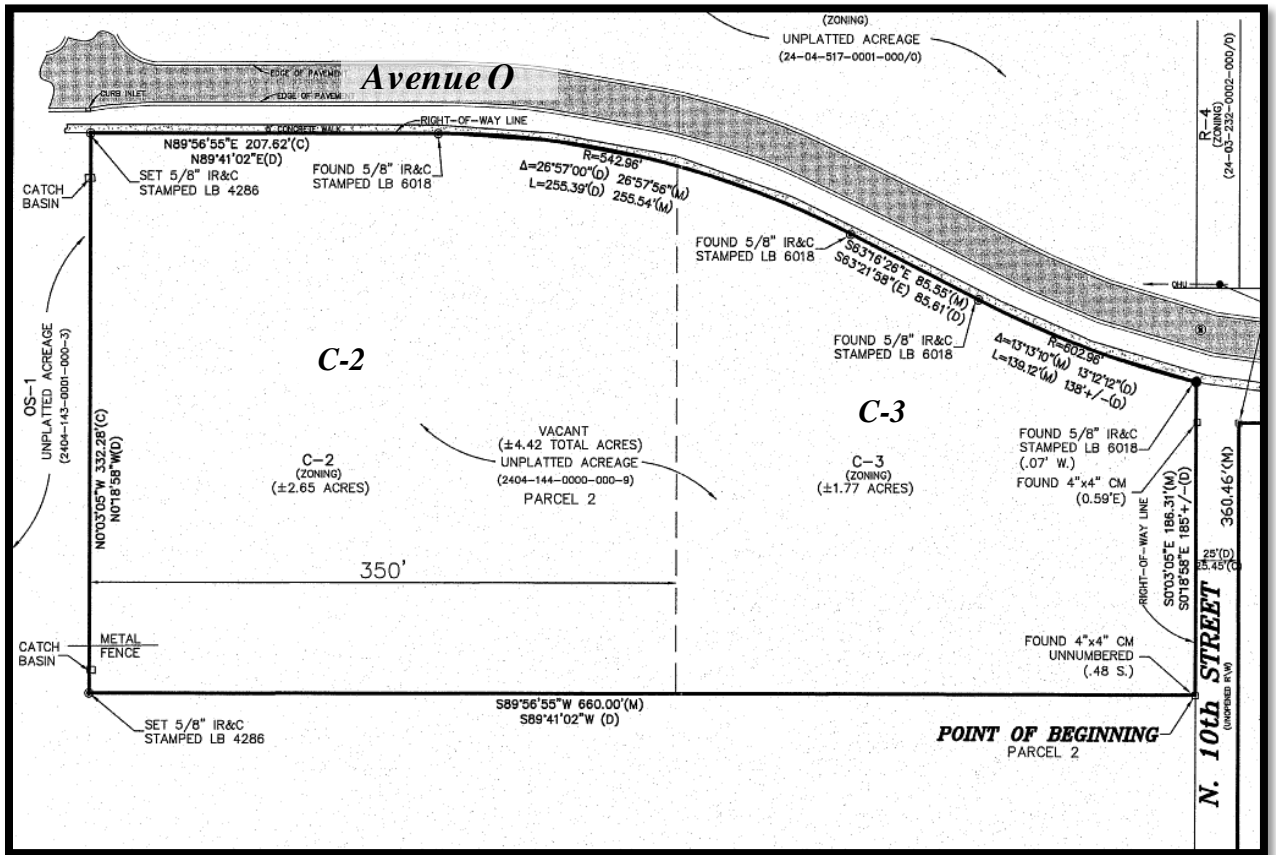 (ZONING)
UNPLATTED ACREAGE
(24-04-517-0001-000/0)
R-4
(ZONING)
(24-03-232-0002-000/0)
EDGE OF PAVEMENT
Avenue O
CURB INLET
EDGE OF PAVEMENT
RIGHT-OF-WAY LINE
6' CONCRETE WALK
N89°56'55"E 207.62'(C)
N89°41'02"E(D)
SET 5/8" IR&C
STAMPED LB 4286
FOUND 5/8" IR&C
STAMPED LB 6018
R=542.96'
Δ=26°57'00"(D) 26°57'56"(M)
L=255.39'(D) 255.54'(M)
CATCH
BASIN
FOUND 5/8" IR&C
STAMPED LB 6018
S63°16'26"E 85.55'(M)
S63°21'58"(E) 85.61'(D)
OHU
FOUND 5/8" IR&C
STAMPED LB 6018
R=602.96'
Δ=13°13'10"(M) 13°12'12"(D)
L=139.12'(M) 138'+/-(D)
OS-1
UNPLATTED ACREAGE
(2404-143-0001-000-3)
N0°03'05"W 332.28'(C)
N0°18'58"W(D)
C-2
C-3
VACANT
(±4.42 TOTAL ACRES)
UNPLATTED ACREAGE
(2404-144-0000-000-9)
PARCEL 2
C-2
(ZONING)
(±2.65 ACRES)
C-3
(ZONING)
(±1.77 ACRES)
FOUND 5/8" IR&C
STAMPED LB 6018
(.07' W.)
FOUND 4"x4" CM
(0.59'E)
RIGHT-OF-WAY LINE
S0°03'05"E 186.31'(M)
S0°18'58"E 185'+/-(D)
360.46'(M)
25'(D)
25.45'(C)
350'
CATCH
BASIN
METAL
FENCE
FOUND 4"x4" CM
UNNUMBERED
(.48 S.)
N. 10th STREET
(UNOPENED R\W)
S89°56'55"W 660.00'(M)
S89°41'02"W (D)
SET 5/8" IR&C
STAMPED LB 4286
POINT OF BEGINNING
PARCEL 2